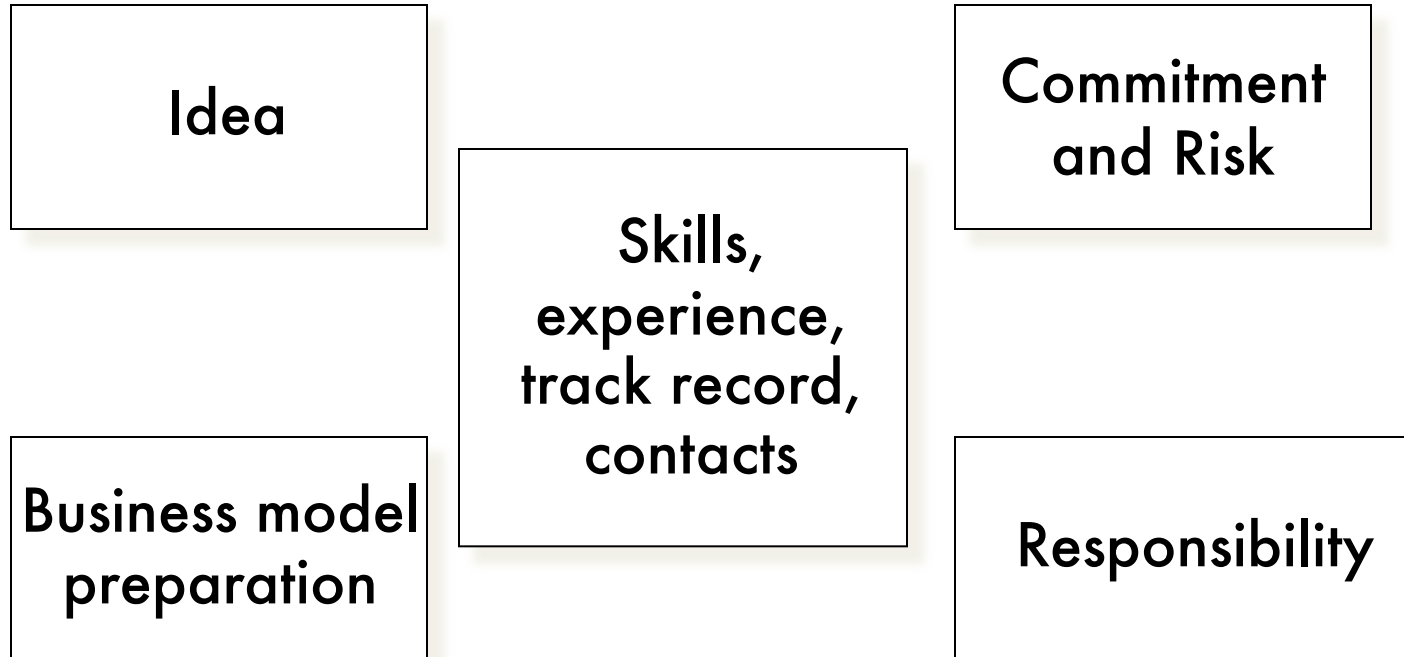 Idea
Commitment
and Risk
Skills,
experience,
track record,
contacts
Business model
preparation
Responsibility